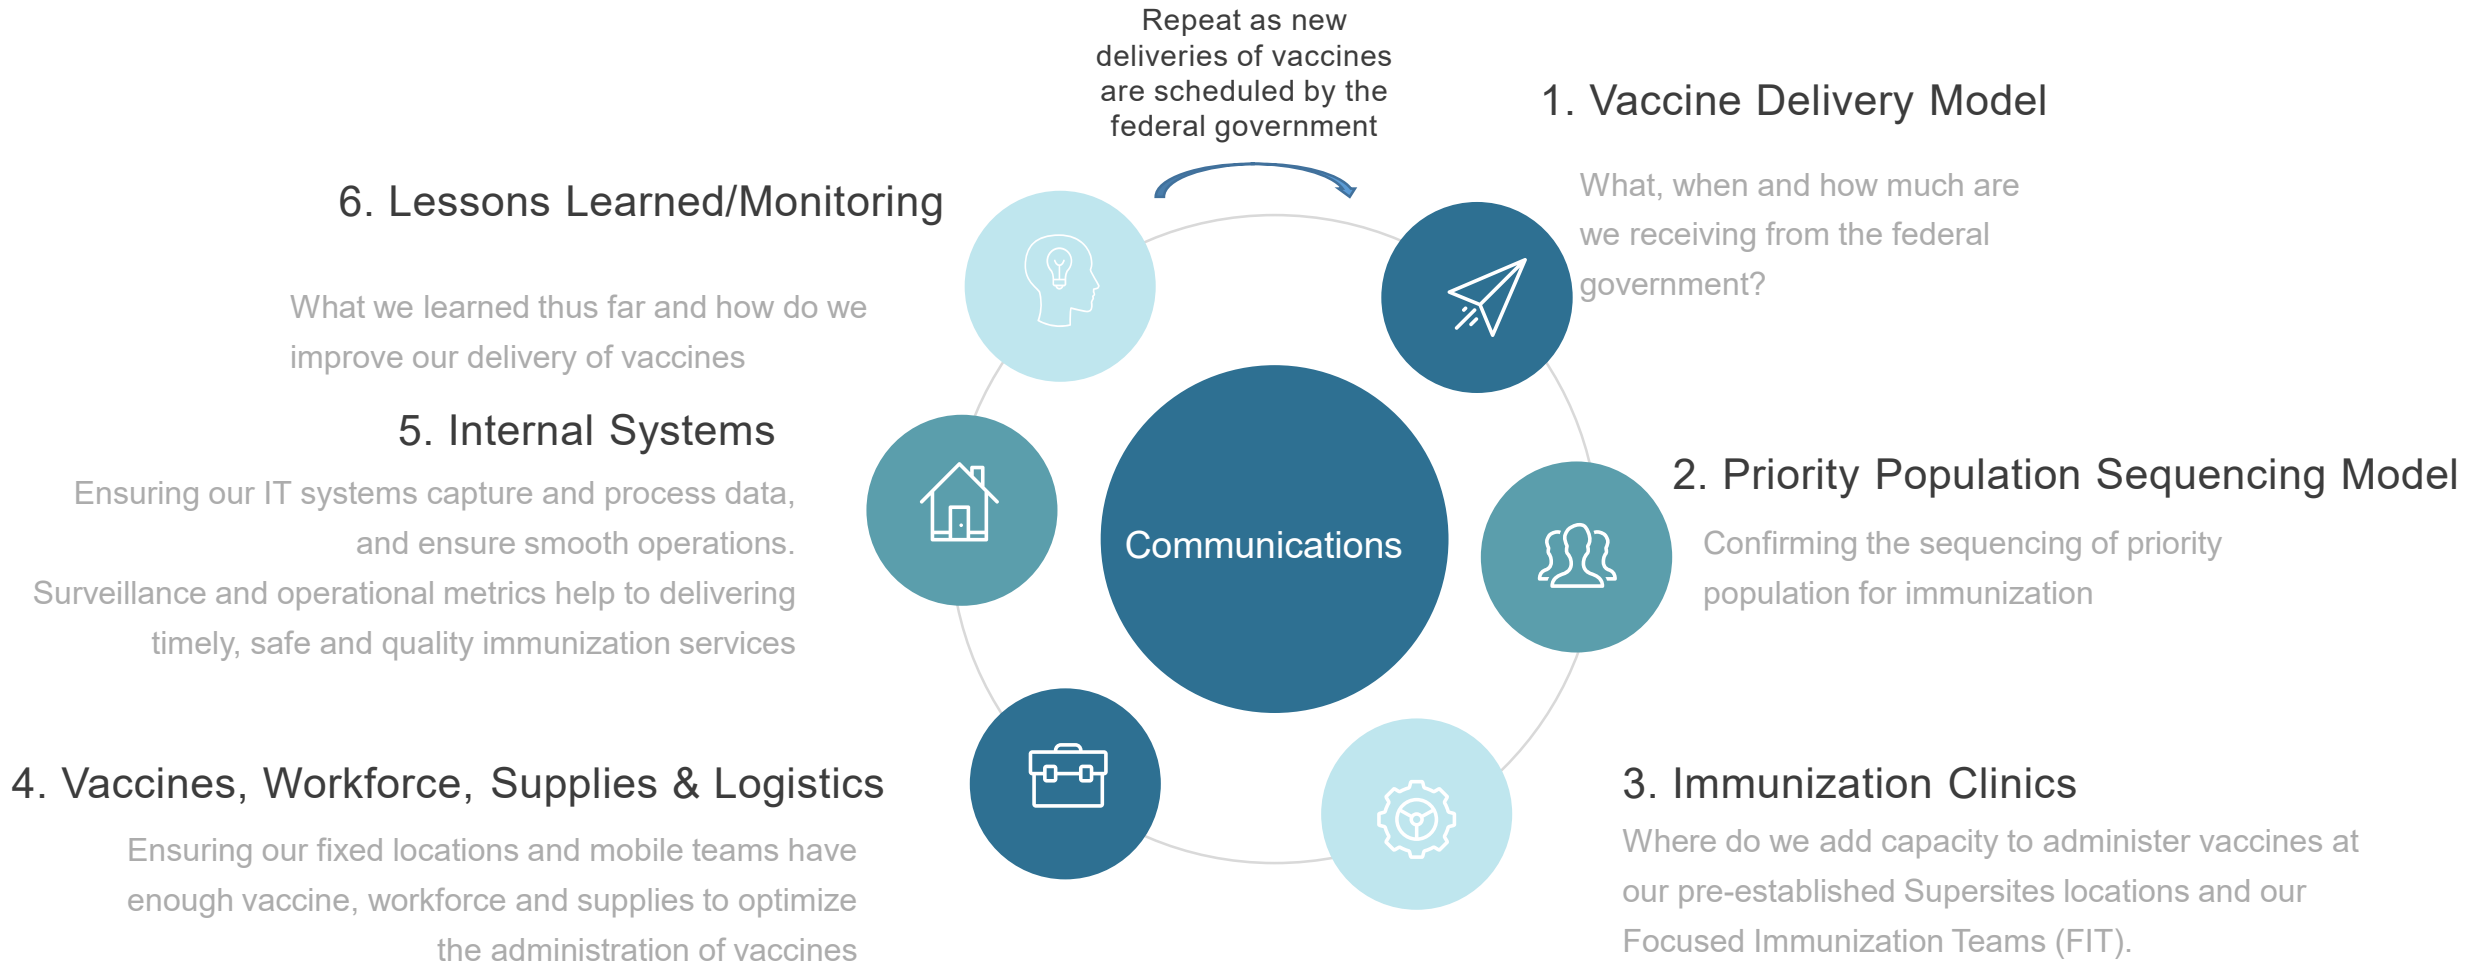 Repeat as new
deliveries of vaccines
are scheduled by the
federal government
1. Vaccine Delivery Model
What, when and how much are
we receiving from the federal
government?
2. Priority Population Sequencing Model
Confirming the sequencing of priority
population for immunization
3. Immunization Clinics
Where do we add capacity to administer vaccines at
our pre-established Supersites locations and our
Focused Immunization Teams (FIT).
4. Vaccines, Workforce, Supplies & Logistics
Ensuring our fixed locations and mobile teams have
enough vaccine, workforce and supplies to optimize
the administration of vaccines
5. Internal Systems
Ensuring our IT systems capture and process data,
and ensure smooth operations.
Surveillance and operational metrics help to delivering
timely, safe and quality immunization services
6. Lessons Learned/Monitoring
What we learned thus far and how do we
improve our delivery of vaccines
Communications